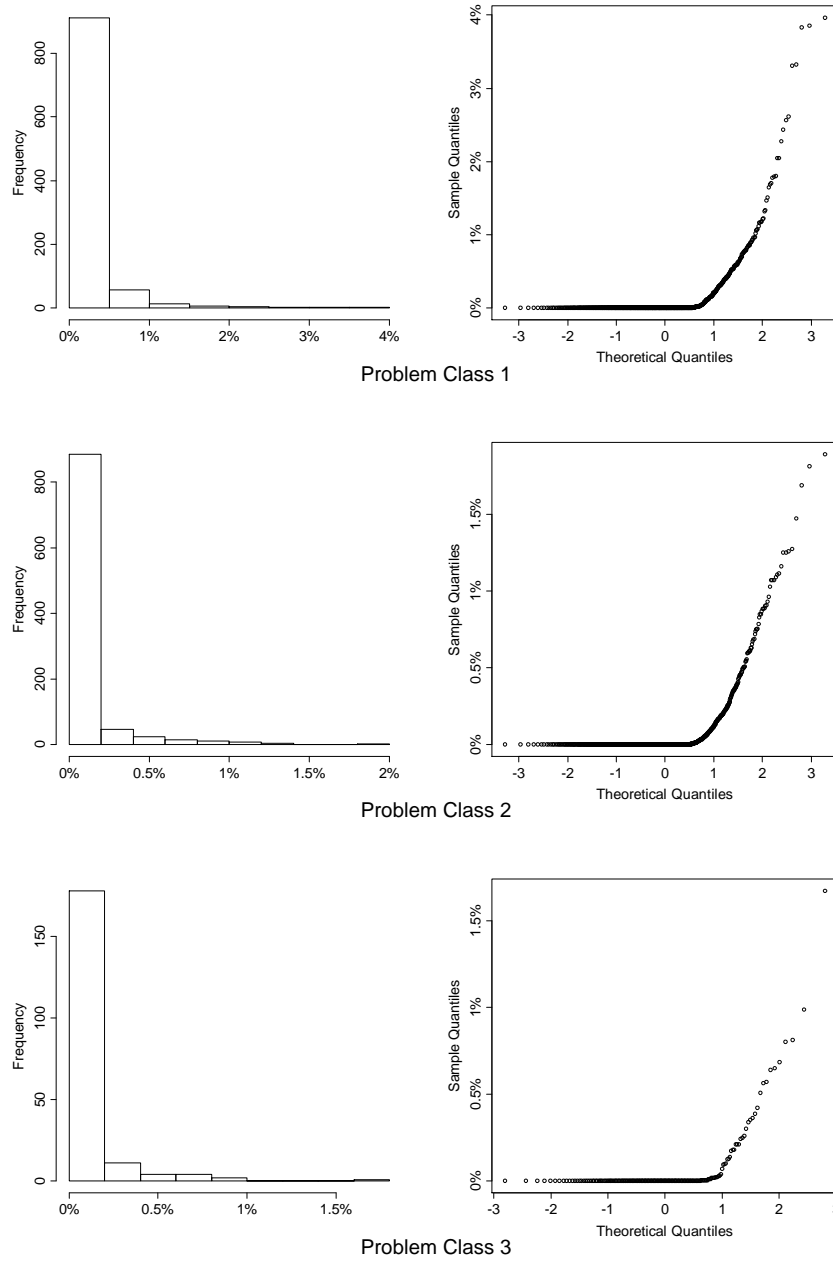 Frequency
0
200
400
600
800
0% 1% 2% 3% 4%
Sample Quantiles
0%
1%
2%
3%
4%
-3 -2 -1 0 1 2 3
Theoretical Quantiles
Problem Class 1
Frequency
0
200
400
600
800
0% 0.5% 1% 1.5% 2%
Sample Quantiles
0%
0.5%
1%
1.5%
-3 -2 -1 0 1 2 3
Theoretical Quantiles
Problem Class 2
Frequency
0
50
100
150
0% 0.5% 1% 1.5%
Sample Quantiles
0%
0.5%
1%
1.5%
-3 -2 -1 0 1 2 3
Theoretical Quantiles
Problem Class 3